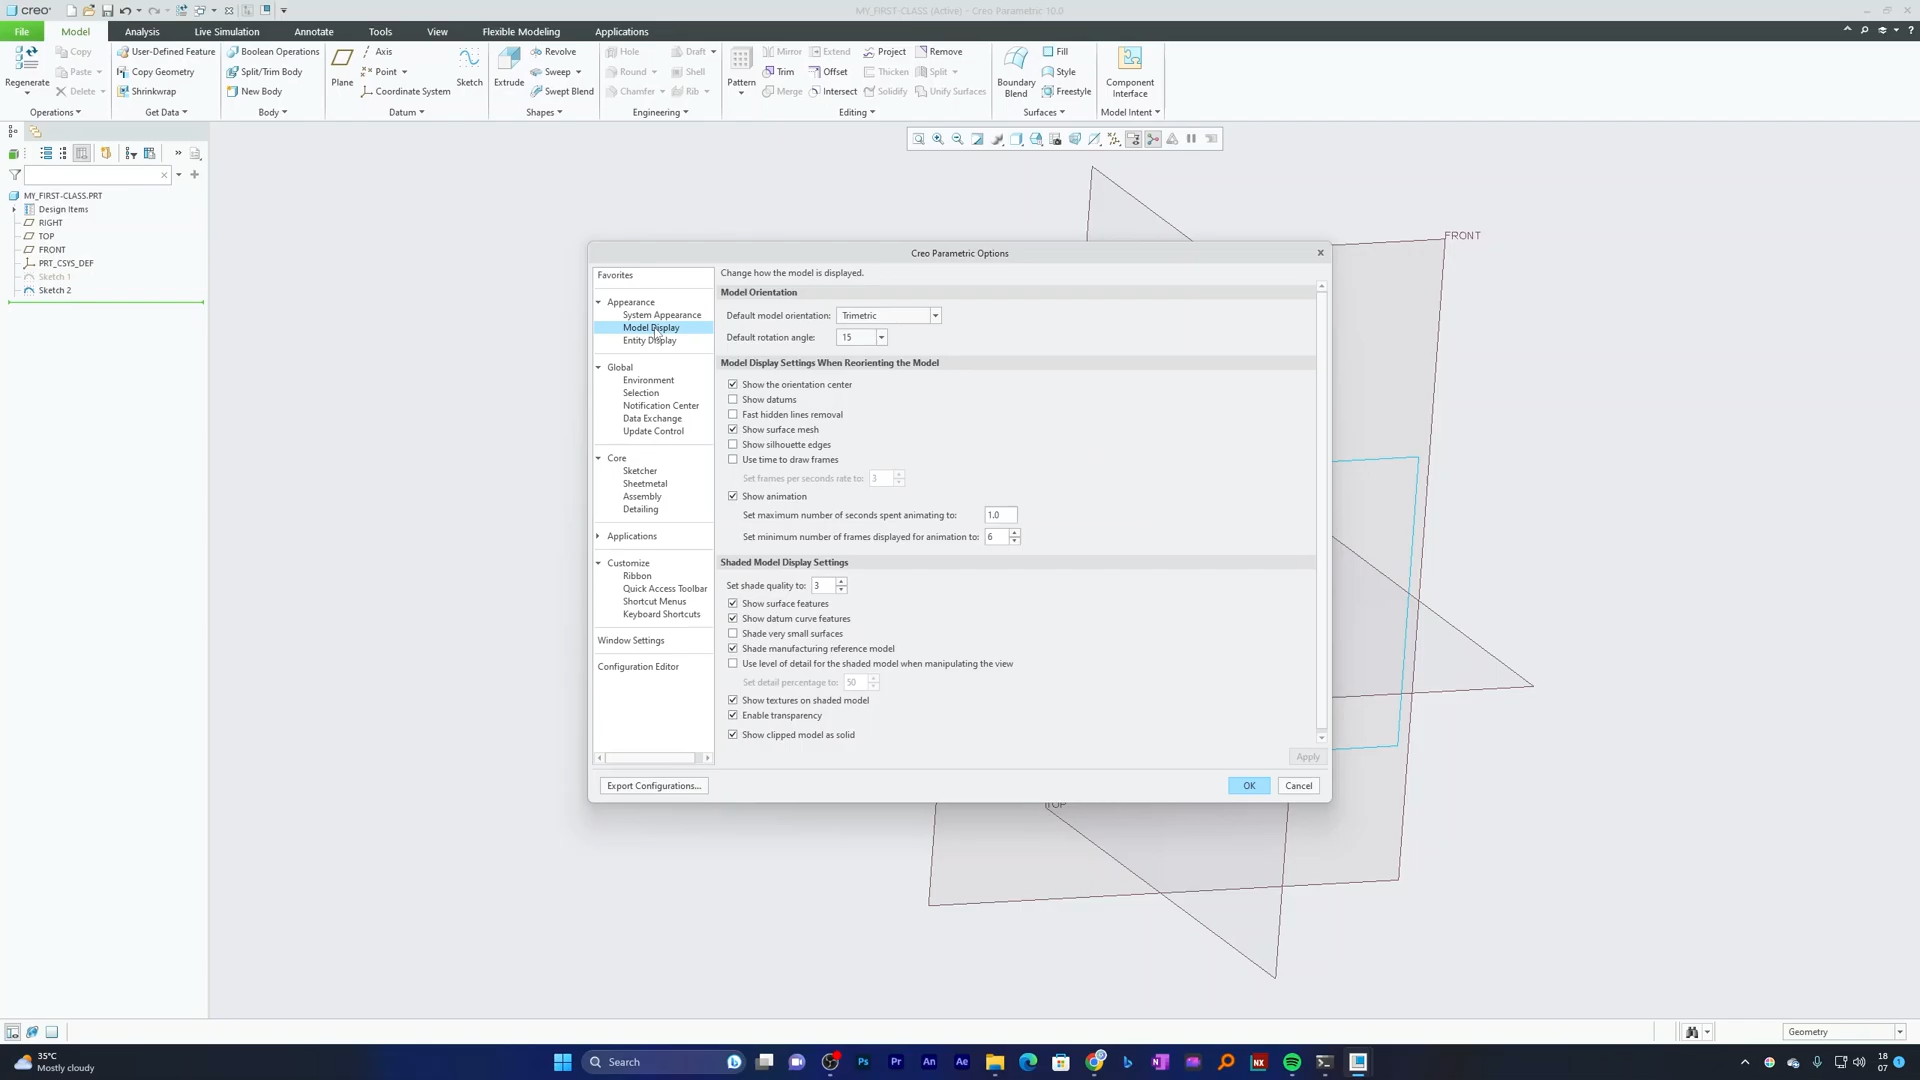 creo
MY_FIRST-CLASS (Active) - Creo Parametric 10.0
File Model Analysis Live Simulation Annotate Tools View Flexible Modeling Applications
Regenerate
Copy
Paste
Delete
Operations
User-Defined Feature
Copy Geometry
Shrinkwrap
Get Data
Boolean Operations
Split/Trim Body
New Body
Body
Plane
Axis
Point
Coordinate System
Sketch
Datum
Extrude
Revolve
Sweep
Swept Blend
Shapes
Hole
Round
Chamfer
Draft
Shell
Rib
Engineering
Pattern
Mirror
Trim
Merge
Extend
Offset
Intersect
Project
Thicken
Solidify
Remove
Split
Unify Surfaces
Editing
Boundary
Blend
Fill
Style
Freestyle
Surfaces
Component
Interface
Model Intent
MY_FIRST-CLASS.PRT
Design Items
RIGHT
TOP
FRONT
PRT_CSYS_DEF
Sketch 1
Sketch 2
FRONT
TOP
Creo Parametric Options
Favorites
Appearance
System Appearance
Model Display
Entity Display
Global
Environment
Selection
Notification Center
Data Exchange
Update Control
Core
Sketcher
Sheetmetal
Assembly
Detailing
Applications
Customize
Ribbon
Quick Access Toolbar
Shortcut Menus
Keyboard Shortcuts
Window Settings
Configuration Editor
Change how the model is displayed.
Model Orientation
Default model orientation: Trimetric
Default rotation angle: 15
Model Display Settings When Reorienting the Model
Show the orientation center
Show datums
Fast hidden lines removal
Show surface mesh
Show silhouette edges
Use time to draw frames
Set frames per seconds rate to: 3
Show animation
Set maximum number of seconds spent animating to: 1.0
Set minimum number of frames displayed for animation to: 6
Shaded Model Display Settings
Set shade quality to: 3
Show surface features
Show datum curve features
Shade very small surfaces
Shade manufacturing reference model
Use level of detail for the shaded model when manipulating the view
Set detail percentage to: 50
Show textures on shaded model
Enable transparency
Show clipped model as solid
Apply
Export Configurations... OK Cancel
Geometry
35°C
Mostly cloudy
Search
Ps Pr An Ae N NX
18
07
1